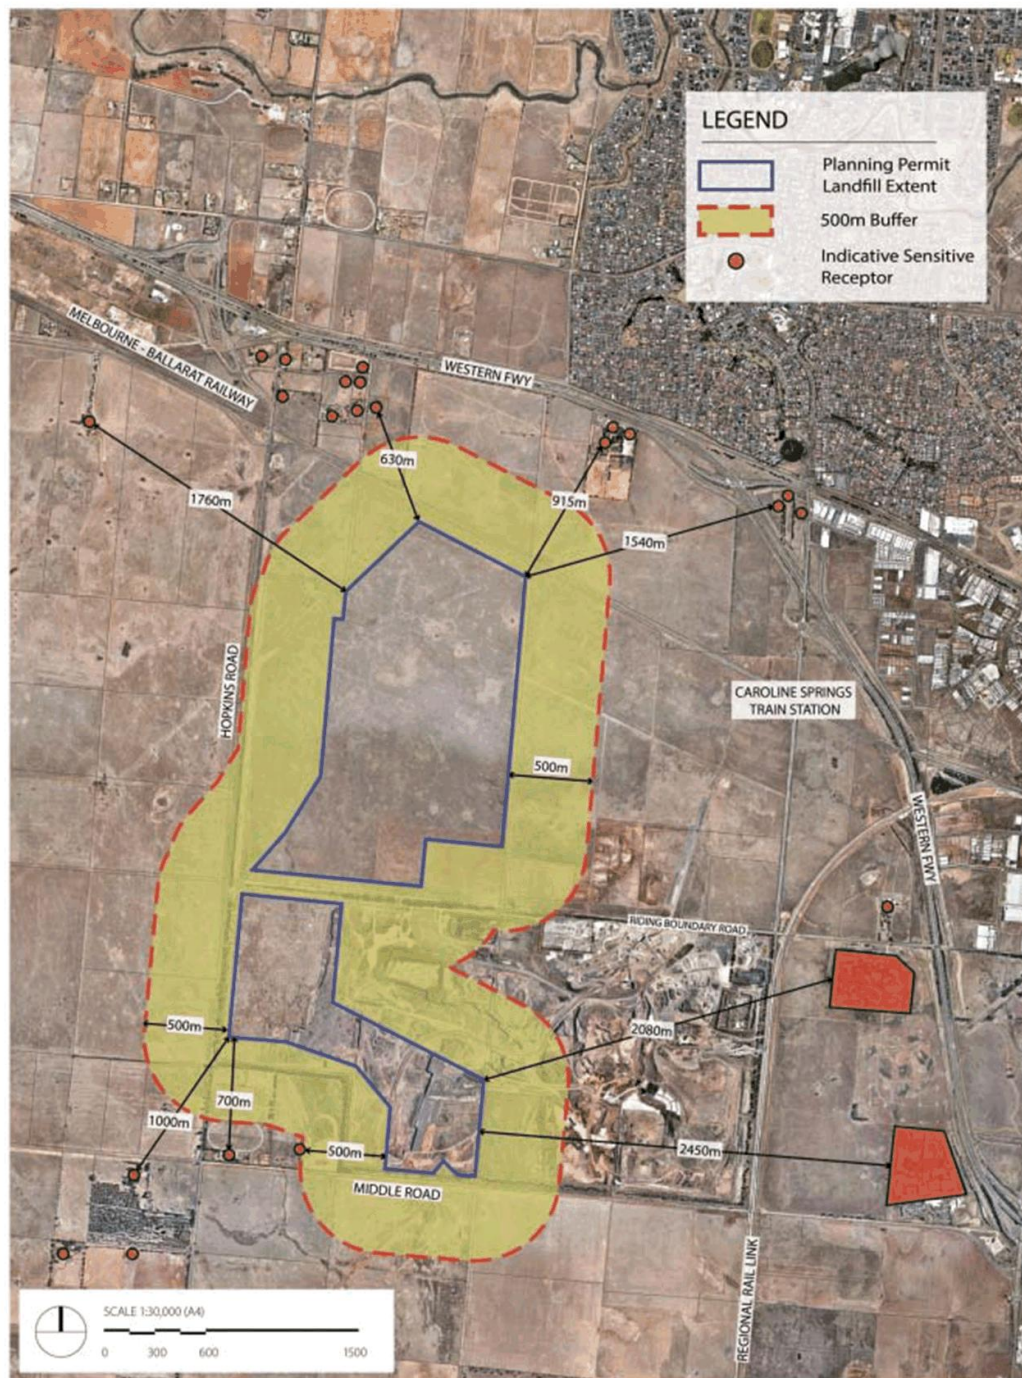 LEGEND
Planning Permit
Landfill Extent
500m Buffer
Indicative Sensitive
Receptor
MELBOURNE - BALLARAT RAILWAY
WESTERN FWY
630m
1760m
915m
1540m
HOPKINS ROAD
CAROLINE SPRINGS
TRAIN STATION
500m
WESTERN FWY
RIDING BOUNDARY ROAD
500m
2080m
700m
1000m
500m
2450m
MIDDLE ROAD
REGIONAL RAIL LINK
SCALE 1:30,000 (A4)
0 300 600 1500